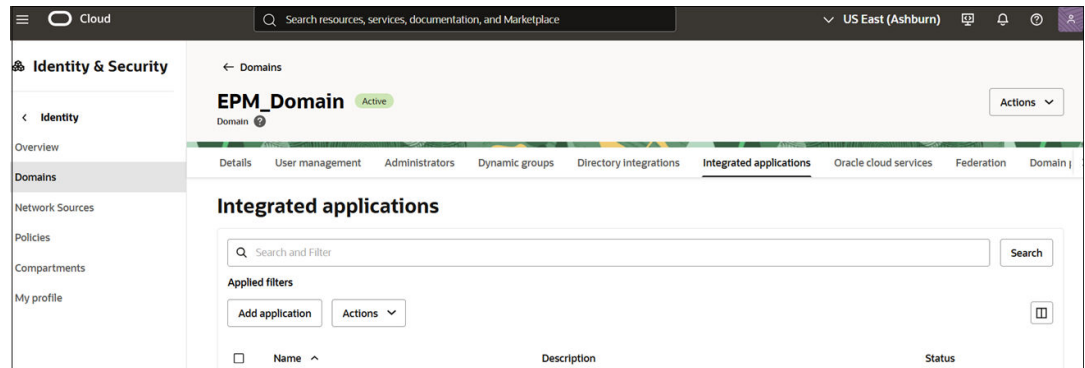 Cloud
Search resources, services, documentation, and Marketplace
US East (Ashburn)
Identity & Security
Identity
Overview
Domains
Network Sources
Policies
Compartments
My profile
Domains
EPM_Domain Active
Domain
Actions
Details User management Administrators Dynamic groups Directory integrations Integrated applications Oracle cloud services Federation Domain
Integrated applications
Search and Filter
Search
Applied filters
Add application Actions
Name Description Status